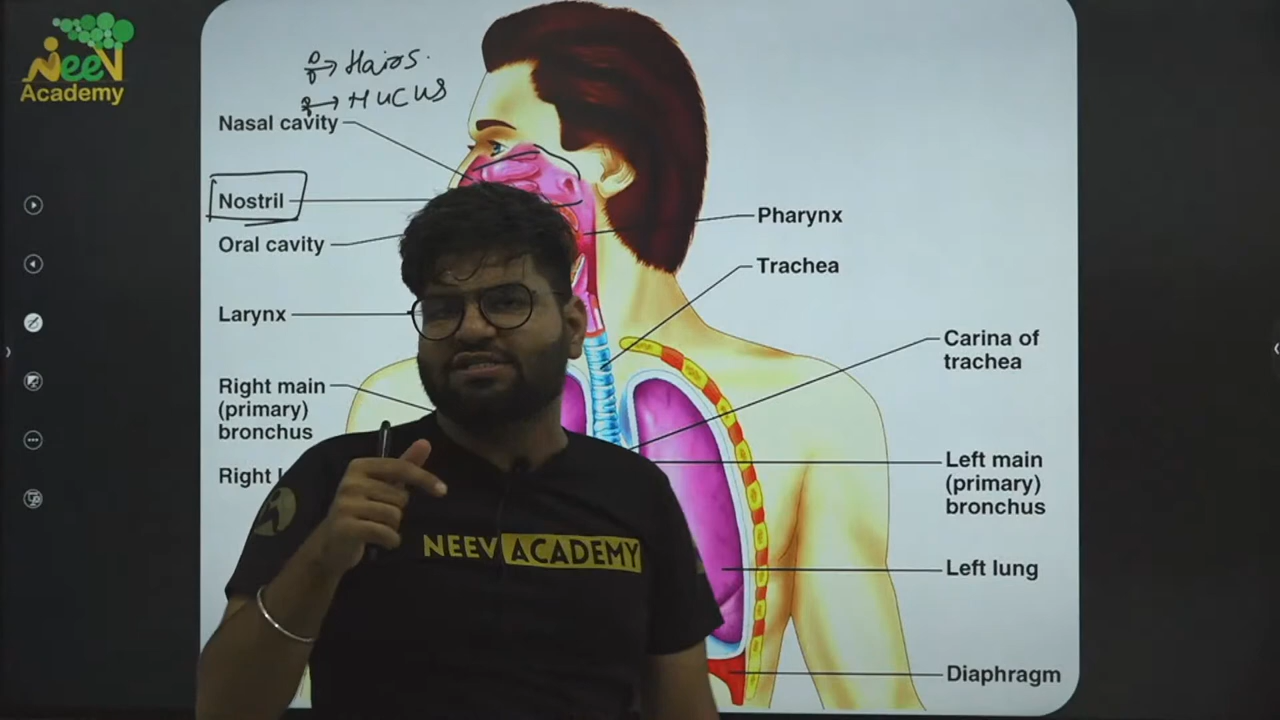 NeeV
Academy
Hairs.
Mucus
Nasal cavity
Nostril
Oral cavity
Larynx
Right main
(primary)
bronchus
Right
Pharynx
Trachea
Carina of
trachea
Left main
(primary)
bronchus
Left lung
Diaphragm
NEEV ACADEMY